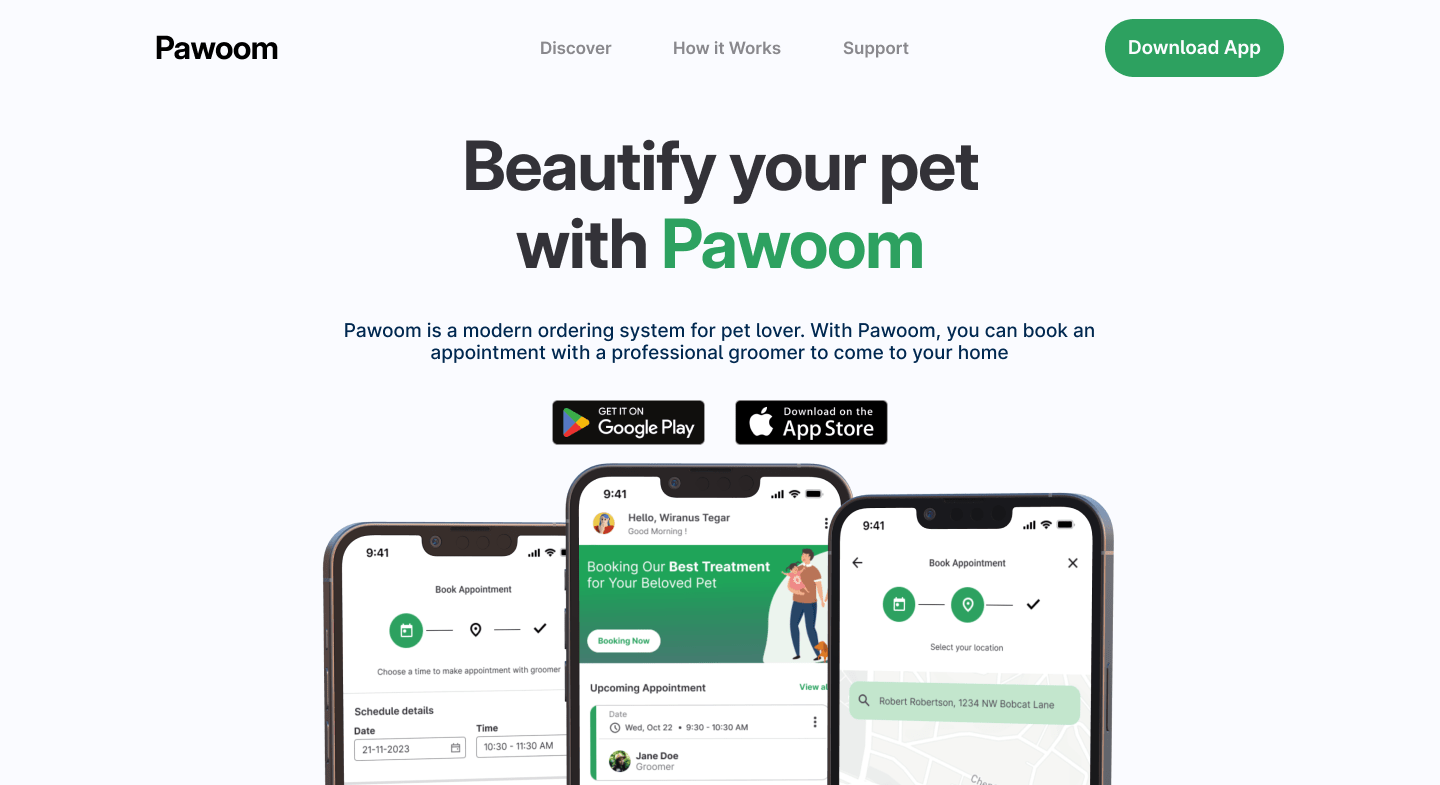 Pawoom
Discover
How it Works
Support
Download App
Beautify your pet
with Pawoom
Pawoom is a modern ordering system for pet lover. With Pawoom, you can book an
appointment with a professional groomer to come to your home
GET IT ON
Google Play
Download on the
App Store
9:41
Book Appointment
Choose a time to make appointment with groomer
Schedule details
Date
Time
21-11-2023
10:30 - 11:30 AM
9:41
Hello, Wiranus Tegar
Good Morning !
Booking Our Best Treatment
for Your Beloved Pet
Booking Now
Upcoming Appointment
View al
Date
Wed, Oct 22 • 9:30 - 10:30 AM
Jane Doe
Groomer
9:41
Book Appointment
Select your location
Robert Robertson, 1234 NW Bobcat Lane